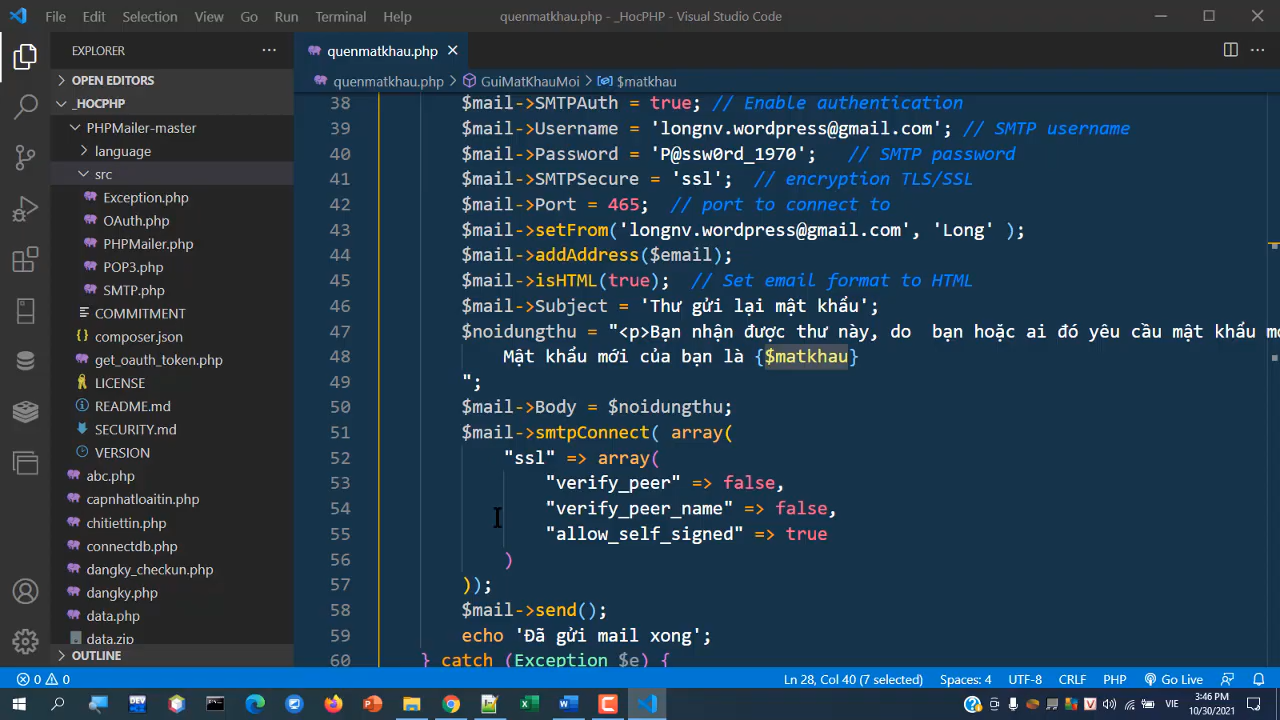 File Edit Selection View Go Run Terminal Help quenmatkhau.php - _HocPHP - Visual Studio Code
EXPLORER
OPEN EDITORS
_HOCPHP
PHPMailer-master
language
src
Exception.php
OAuth.php
PHPMailer.php
POP3.php
SMTP.php
COMMITMENT
composer.json
get_oauth_token.php
LICENSE
README.md
SECURITY.md
VERSION
abc.php
capnhatloaitin.php
chitiettin.php
connectdb.php
dangky_checkun.php
dangky.php
data.php
data.zip
OUTLINE
quenmatkhau.php
quenmatkhau.php > GuiMatKhauMoi > $matkhau
38 $mail->SMTPAuth = true; // Enable authentication
39 $mail->Username = 'longnv.wordpress@gmail.com'; // SMTP username
40 $mail->Password = 'P@ssw0rd_1970'; // SMTP password
41 $mail->SMTPSecure = 'ssl'; // encryption TLS/SSL
42 $mail->Port = 465; // port to connect to
43 $mail->setFrom('longnv.wordpress@gmail.com', 'Long' );
44 $mail->addAddress($email);
45 $mail->isHTML(true); // Set email format to HTML
46 $mail->Subject = 'Thư gửi lại mật khẩu';
47 $noidungthu = "<p>Bạn nhận được thư này, do bạn hoặc ai đó yêu cầu mật khẩu mớ
48 Mật khẩu mới của bạn là {$matkhau}
49 ";
50 $mail->Body = $noidungthu;
51 $mail->smtpConnect( array(
52 "ssl" => array(
53 "verify_peer" => false,
54 "verify_peer_name" => false,
55 "allow_self_signed" => true
56 )
57 ));
58 $mail->send();
59 echo 'Đã gửi mail xong';
60 } catch (Exception $e) {
0 0 Ln 28, Col 40 (7 selected) Spaces: 4 UTF-8 CRLF PHP Go Live
VIE 3:46 PM
10/30/2021